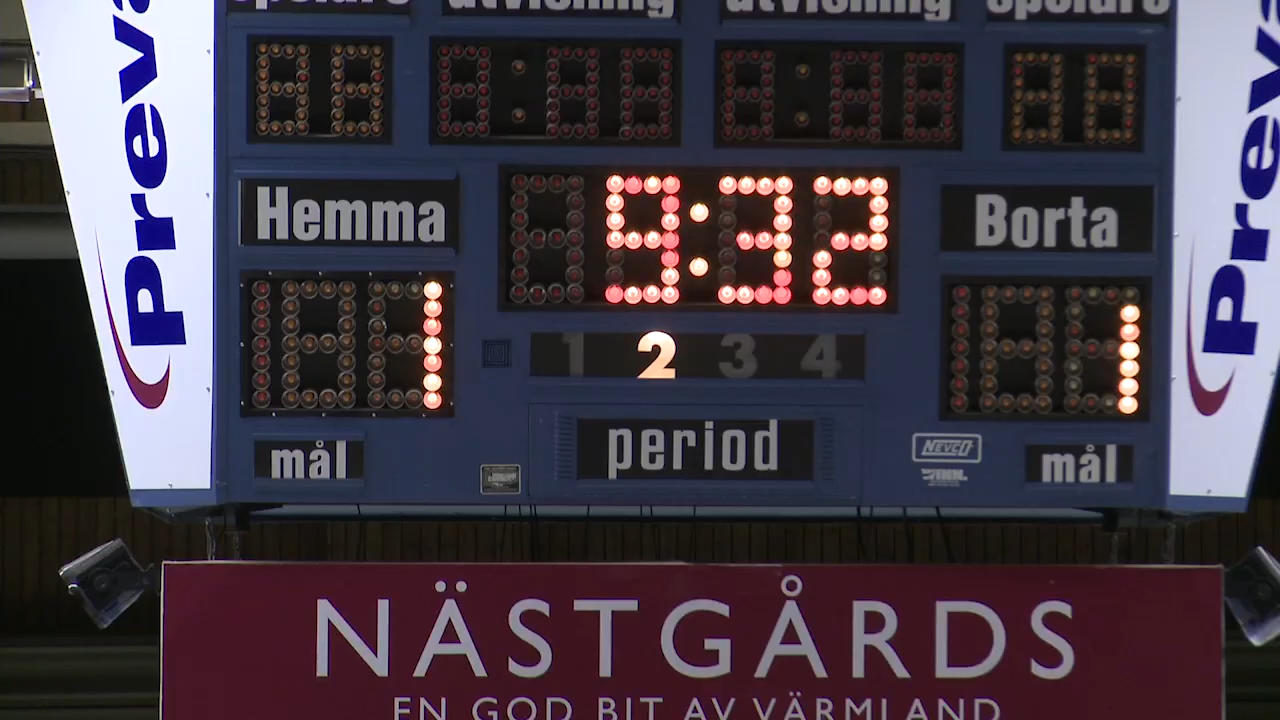 utvisning utvisning
Preva
Preva
Hemma
9:32
Borta
1
1 2 3 4
1
period
NEVCO
mål
mål
NÄSTGÅRDS
EN GOD BIT AV VÄRMLAND